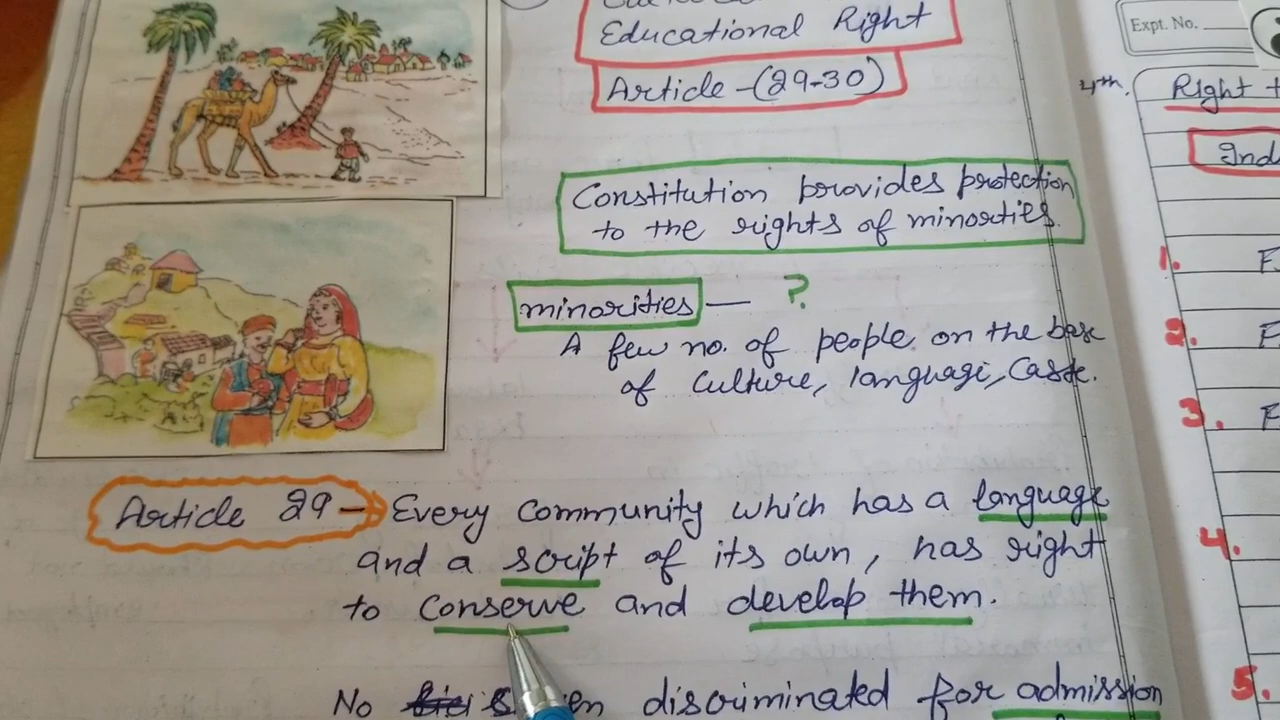 Educational Right
Article - (29-30)
Constitution provides protection
to the rights of minorties.
minorities — ?
A few no. of people on the base
of culture, language, caste.
Article 29 → Every community which has a language
and a script of its own, has right
to conserve and develop them.
No discriminated for admission
Expt. No.
4th. Right
1.
2.
3.
4.
5.